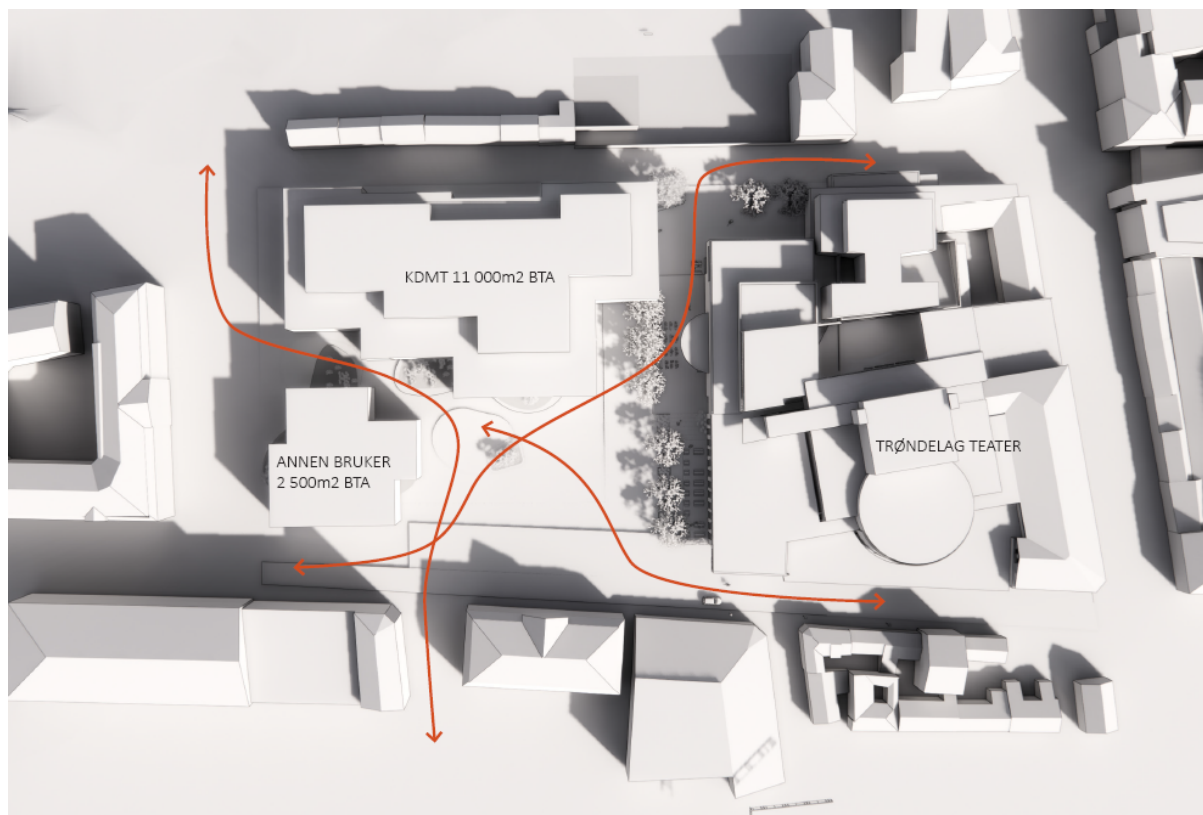 KDMT 11 000m2 BTA
ANNEN BRUKER
2 500m2 BTA
TRØNDELAG TEATER